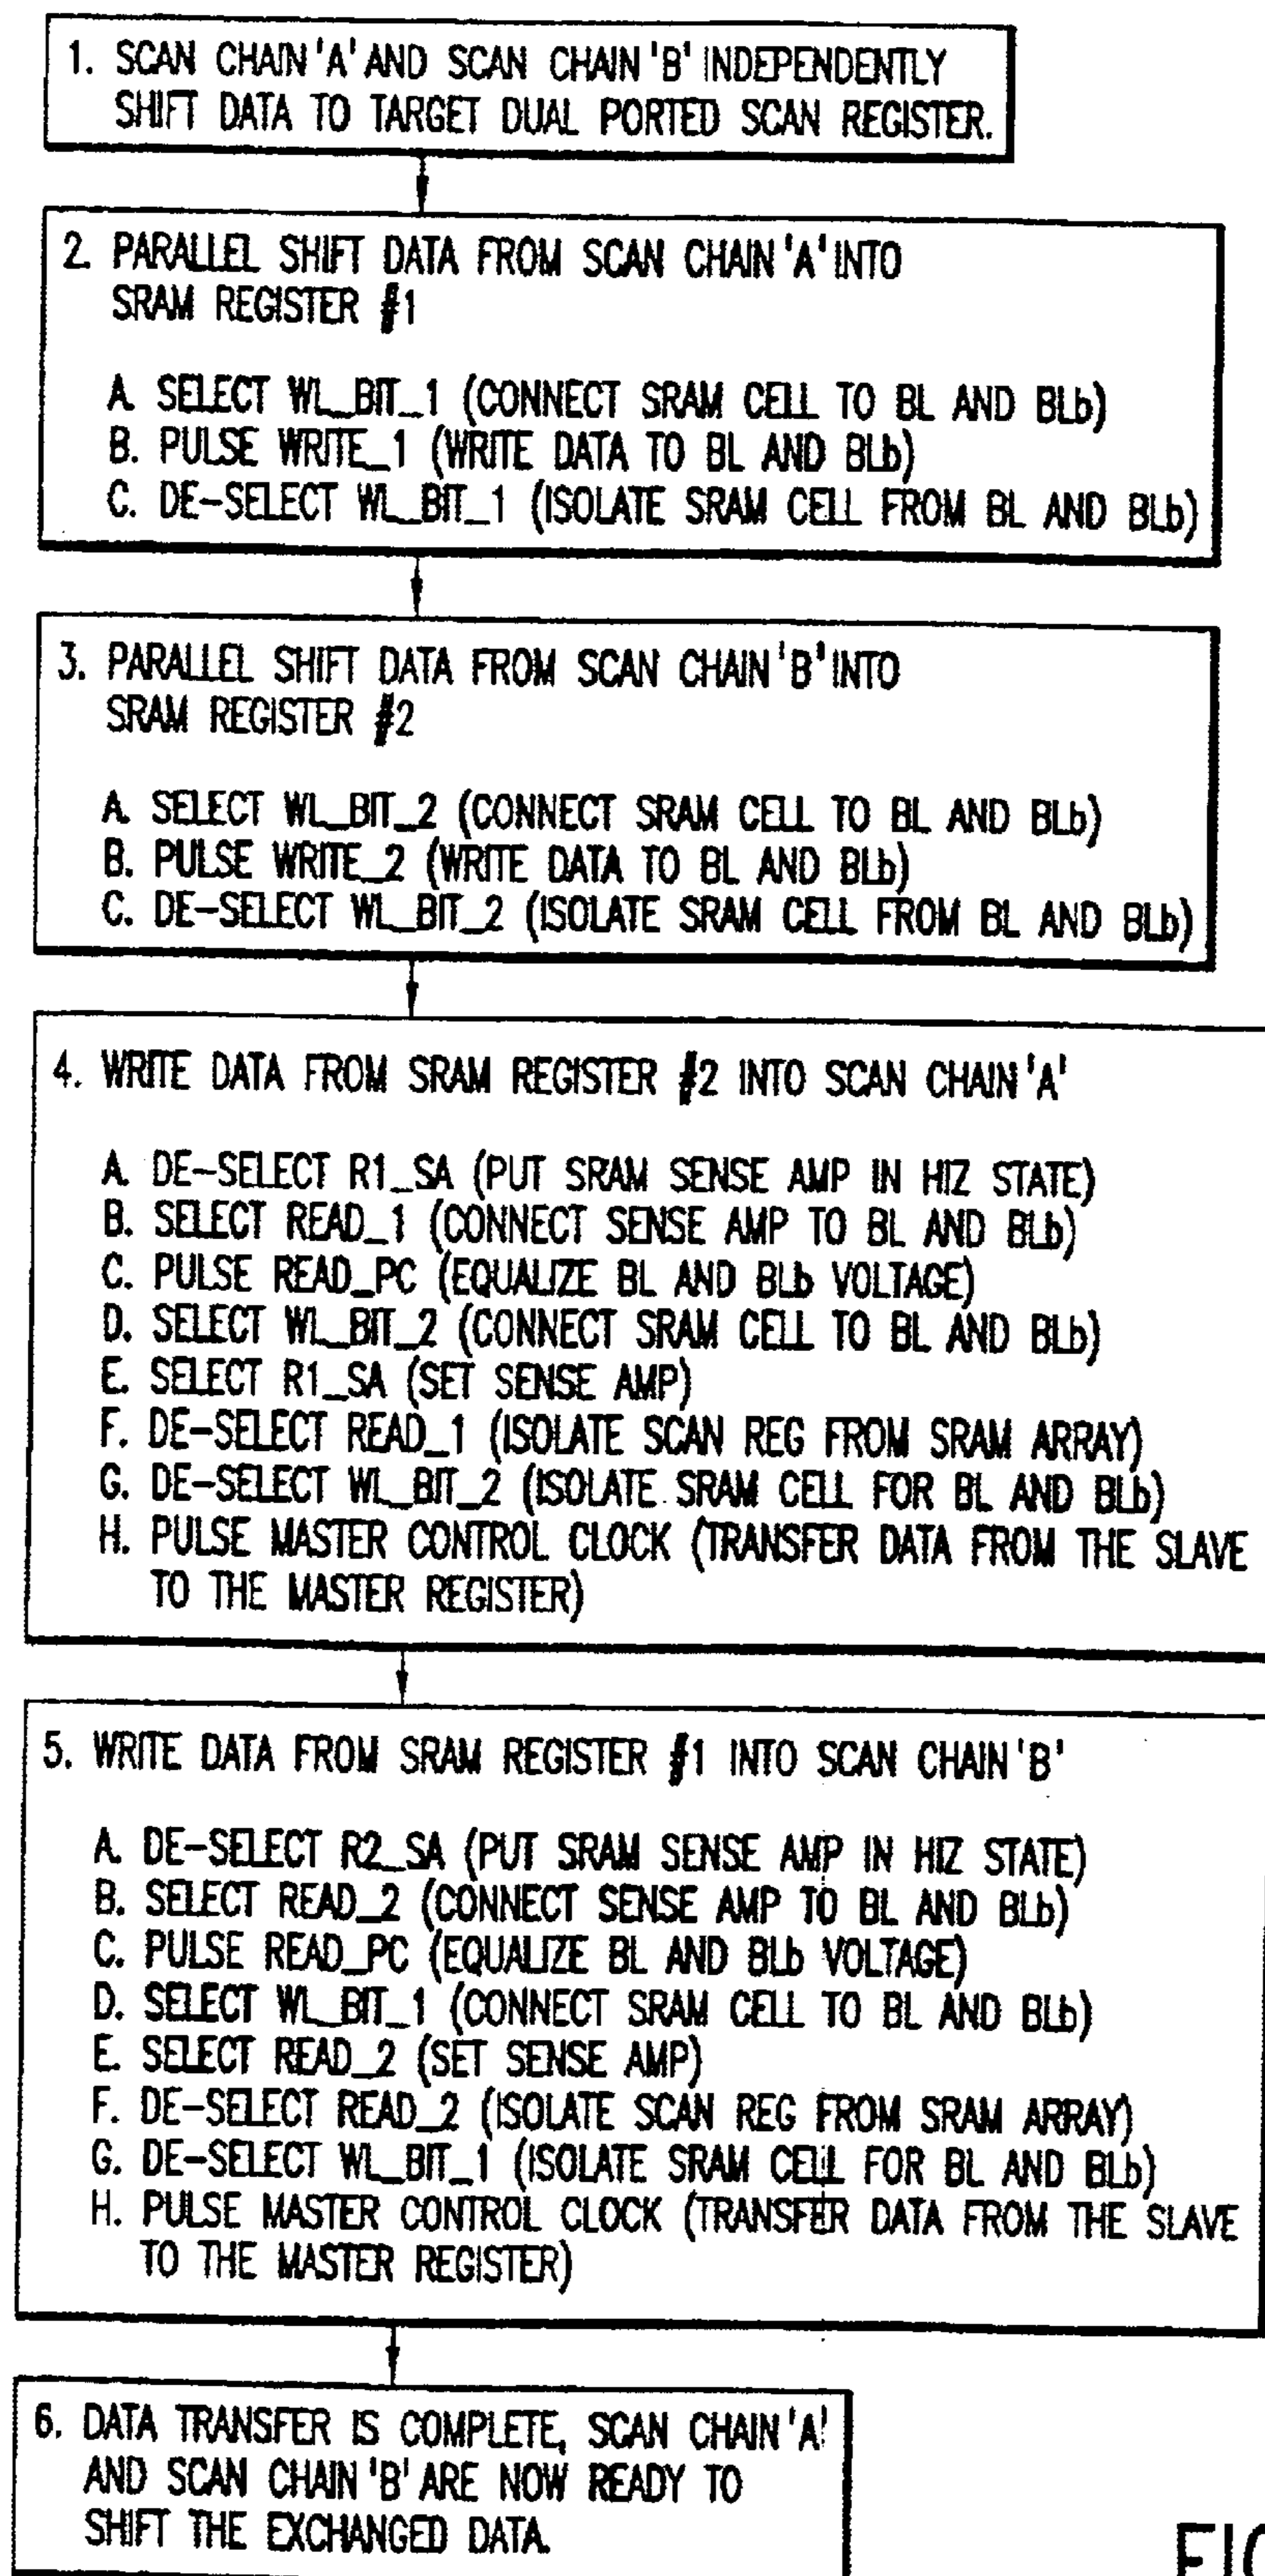 1. SCAN CHAIN 'A' AND SCAN CHAIN 'B' INDEPENDENTLY
SHIFT DATA TO TARGET DUAL PORTED SCAN REGISTER.
2. PARALLEL SHIFT DATA FROM SCAN CHAIN 'A' INTO
SRAM REGISTER #1
A. SELECT WL_BIT_1 (CONNECT SRAM CELL TO BL AND BLb)
B. PULSE WRITE_1 (WRITE DATA TO BL AND BLb)
C. DE-SELECT WL_BIT_1 (ISOLATE SRAM CELL FROM BL AND BLb)
3. PARALLEL SHIFT DATA FROM SCAN CHAIN 'B' INTO
SRAM REGISTER #2
A. SELECT WL_BIT_2 (CONNECT SRAM CELL TO BL AND BLb)
B. PULSE WRITE_2 (WRITE DATA TO BL AND BLb)
C. DE-SELECT WL_BIT_2 (ISOLATE SRAM CELL FROM BL AND BLb)
4. WRITE DATA FROM SRAM REGISTER #2 INTO SCAN CHAIN 'A'
A. DE-SELECT R1_SA (PUT SRAM SENSE AMP IN HIZ STATE)
B. SELECT READ_1 (CONNECT SENSE AMP TO BL AND BLb)
C. PULSE READ_PC (EQUALIZE BL AND BLb VOLTAGE)
D. SELECT WL_BIT_2 (CONNECT SRAM CELL TO BL AND BLb)
E. SELECT R1_SA (SET SENSE AMP)
F. DE-SELECT READ_1 (ISOLATE SCAN REG FROM SRAM ARRAY)
G. DE-SELECT WL_BIT_2 (ISOLATE SRAM CELL FOR BL AND BLb)
H. PULSE MASTER CONTROL CLOCK (TRANSFER DATA FROM THE SLAVE
TO THE MASTER REGISTER)
5. WRITE DATA FROM SRAM REGISTER #1 INTO SCAN CHAIN 'B'
A. DE-SELECT R2_SA (PUT SRAM SENSE AMP IN HIZ STATE)
B. SELECT READ_2 (CONNECT SENSE AMP TO BL AND BLb)
C. PULSE READ_PC (EQUALIZE BL AND BLb VOLTAGE)
D. SELECT WL_BIT_1 (CONNECT SRAM CELL TO BL AND BLb)
E. SELECT READ_2 (SET SENSE AMP)
F. DE-SELECT READ_2 (ISOLATE SCAN REG FROM SRAM ARRAY)
G. DE-SELECT WL_BIT_1 (ISOLATE SRAM CELL FOR BL AND BLb)
H. PULSE MASTER CONTROL CLOCK (TRANSFER DATA FROM THE SLAVE
TO THE MASTER REGISTER)
6. DATA TRANSFER IS COMPLETE, SCAN CHAIN 'A'
AND SCAN CHAIN 'B' ARE NOW READY TO
SHIFT THE EXCHANGED DATA.